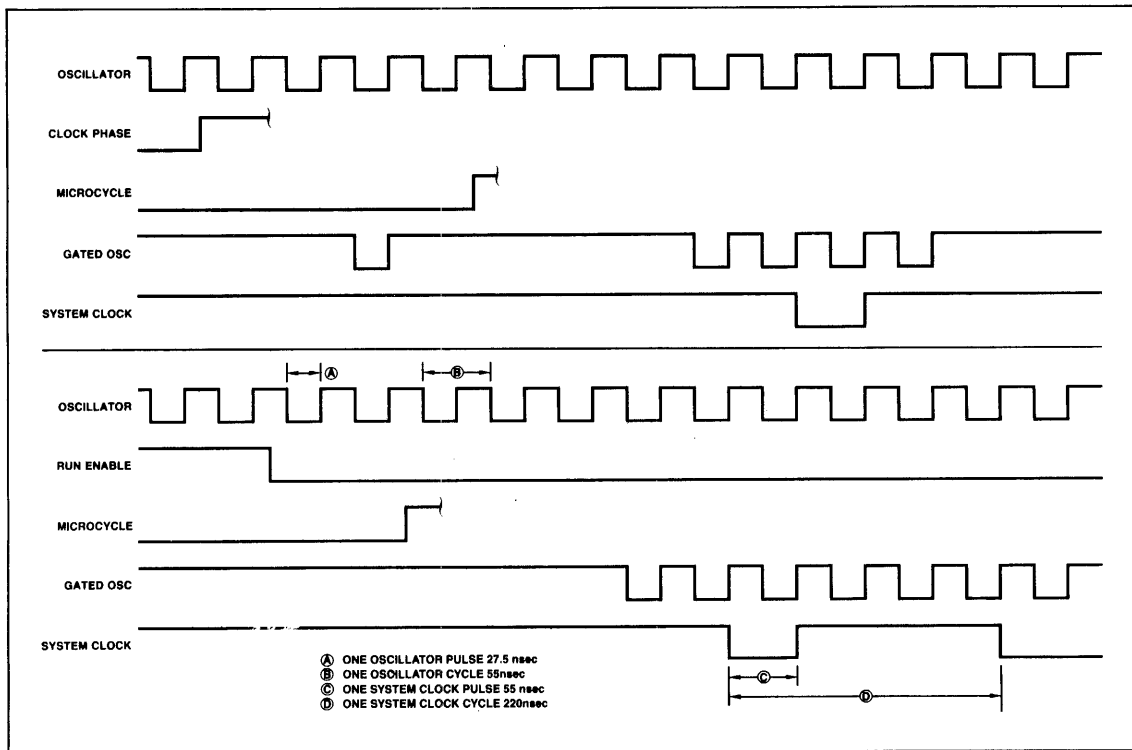 OSCILLATOR
CLOCK PHASE
MICROCYCLE
GATED OSC
SYSTEM CLOCK
Ⓐ
Ⓑ
OSCILLATOR
RUN ENABLE
MICROCYCLE
GATED OSC
SYSTEM CLOCK
Ⓒ
Ⓓ
Ⓐ ONE OSCILLATOR PULSE 27.5 nsec
Ⓑ ONE OSCILLATOR CYCLE 55nsec
Ⓒ ONE SYSTEM CLOCK PULSE 55 nsec
Ⓓ ONE SYSTEM CLOCK CYCLE 220nsec